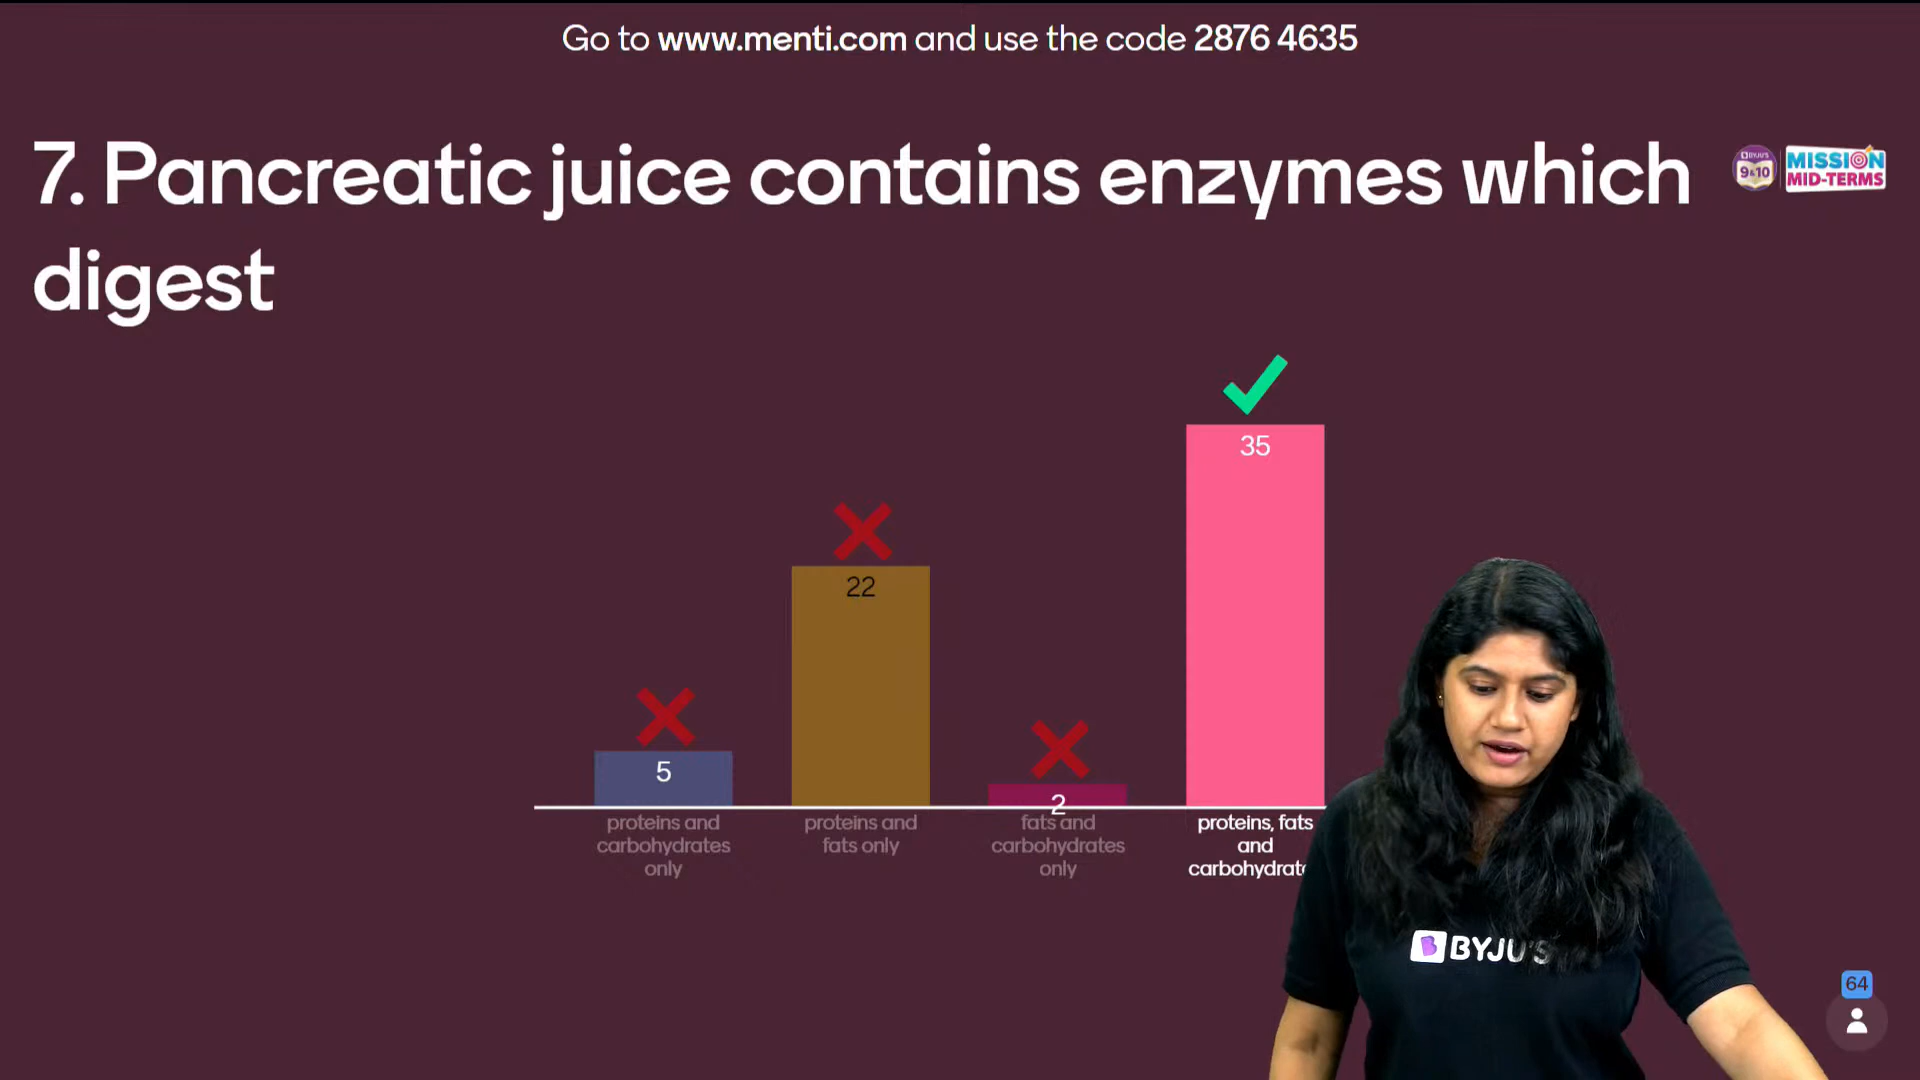 Go to www.menti.com and use the code 2876 4635
7. Pancreatic juice contains enzymes which
digest
BYJU'S
9&10
MISSION
MID-TERMS
35
22
5
2
proteins and
carbohydrates
only
proteins and
fats only
fats and
carbohydrates
only
proteins, fats
and
carbohydrate
BYJU'S
64